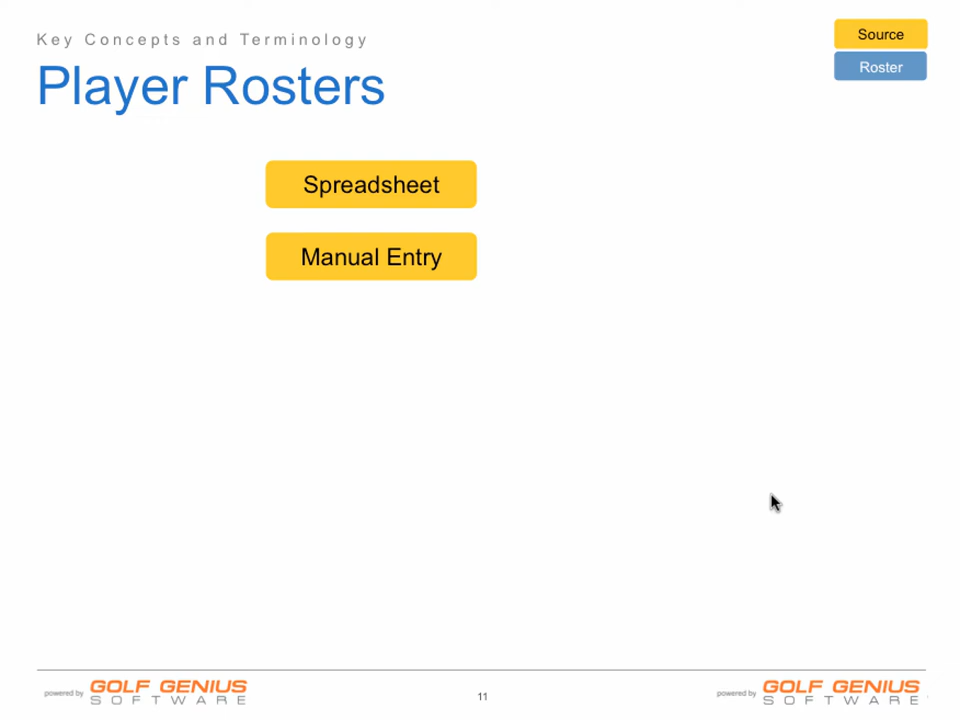 Key Concepts and Terminology
Player Rosters
Source
Roster
Spreadsheet
Manual Entry
powered by GOLF GENIUS
SOFTWARE
11
powered by GOLF GENIUS
SOFTWARE